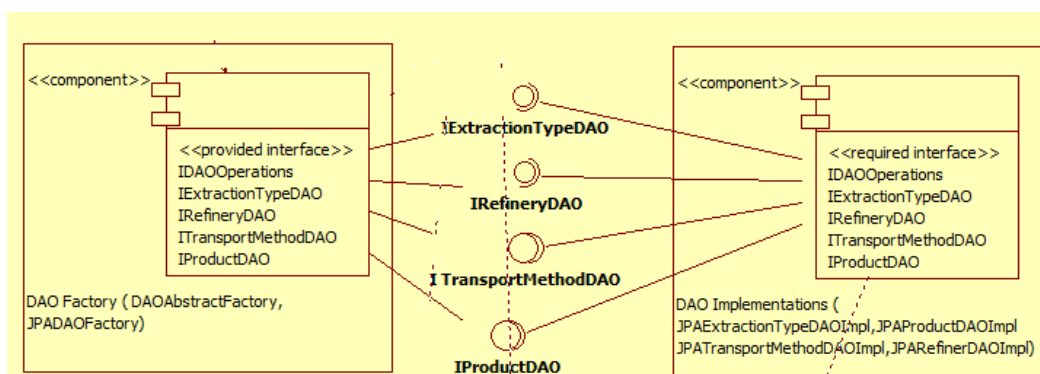 <<component>>
<<provided interface>>
IDAOOperations
IExtractionTypeDAO
IRefineryDAO
ITransportMethodDAO
IProductDAO
DAO Factory ( DAOAbstractFactory,
JPADAOFactory)
IExtractionTypeDAO
IRefineryDAO
I TransportMethodDAO
IProductDAO
<<component>>
<<required interface>>
IDAOOperations
IExtractionTypeDAO
IRefineryDAO
ITransportMethodDAO
IProductDAO
DAO Implementations (
JPAExtractionTypeDAOImpl,JPAProductDAOImpl
JPATransportMethodDAOImpl,JPARefinerDAOImpl)